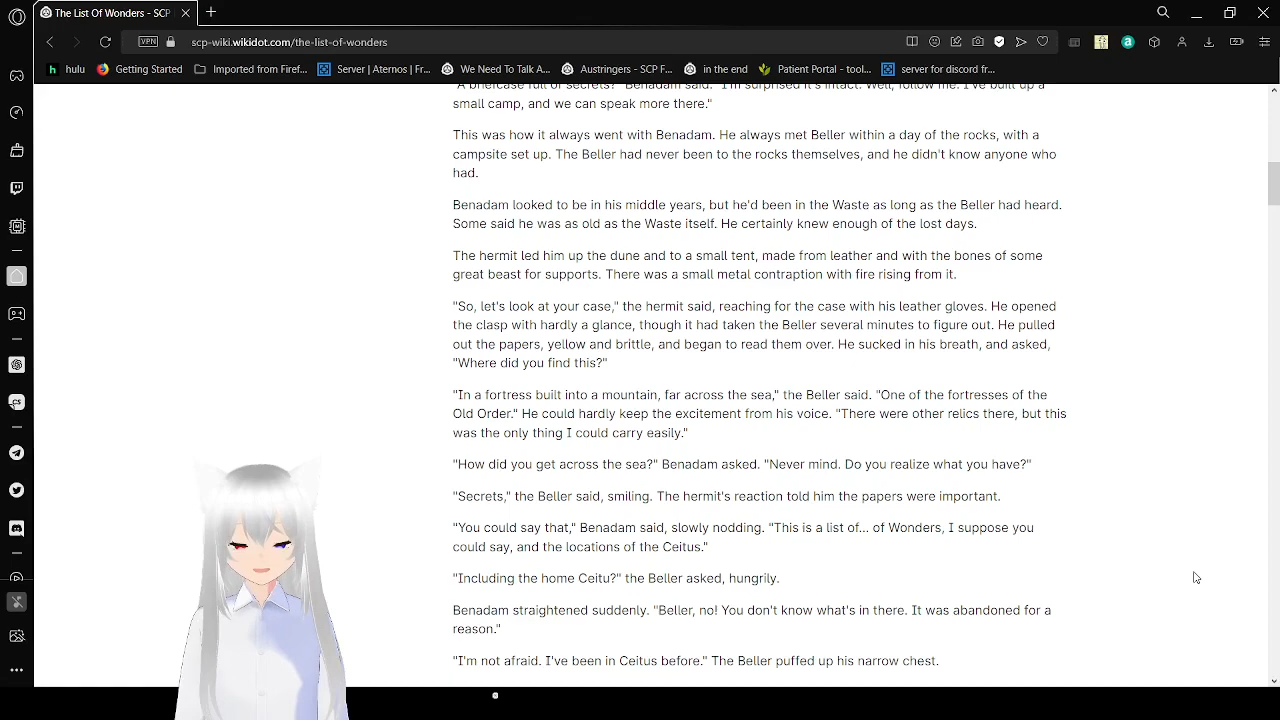 The List Of Wonders - SCP
VPN
scp-wiki.wikidot.com/the-list-of-wonders
hulu
Getting Started
Imported from Firef...
Server | Aternos | Fr...
We Need To Talk A...
Austringers - SCP F...
in the end
Patient Portal - tool...
server for discord fr...
"A briefcase full of secrets?" Benadam said. "I'm surprised it's intact. Well, follow me. I've built up a
small camp, and we can speak more there."
This was how it always went with Benadam. He always met Beller within a day of the rocks, with a
campsite set up. The Beller had never been to the rocks themselves, and he didn't know anyone who
had.
Benadam looked to be in his middle years, but he'd been in the Waste as long as the Beller had heard.
Some said he was as old as the Waste itself. He certainly knew enough of the lost days.
The hermit led him up the dune and to a small tent, made from leather and with the bones of some
great beast for supports. There was a small metal contraption with fire rising from it.
"So, let's look at your case," the hermit said, reaching for the case with his leather gloves. He opened
the clasp with hardly a glance, though it had taken the Beller several minutes to figure out. He pulled
out the papers, yellow and brittle, and began to read them over. He sucked in his breath, and asked,
"Where did you find this?"
"In a fortress built into a mountain, far across the sea," the Beller said. "One of the fortresses of the
Old Order." He could hardly keep the excitement from his voice. "There were other relics there, but this
was the only thing I could carry easily."
"How did you get across the sea?" Benadam asked. "Never mind. Do you realize what you have?"
"Secrets," the Beller said, smiling. The hermit's reaction told him the papers were important.
"You could say that," Benadam said, slowly nodding. "This is a list of... of Wonders, I suppose you
could say, and the locations of the Ceitus."
"Including the home Ceitu?" the Beller asked, hungrily.
Benadam straightened suddenly. "Beller, no! You don't know what's in there. It was abandoned for a
reason."
"I'm not afraid. I've been in Ceitus before." The Beller puffed up his narrow chest.